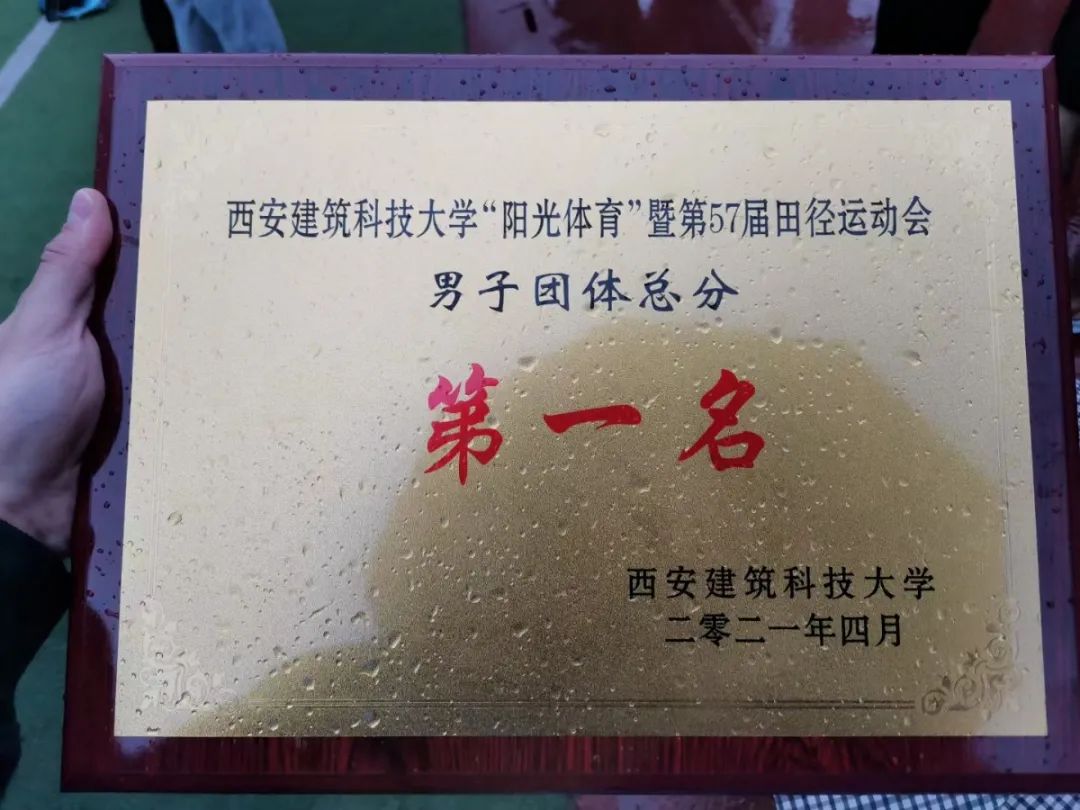 西安建筑科技大学“阳光体育”暨第57届田径运动会
男子团体总分
第一名
西安建筑科技大学
二零二一年四月